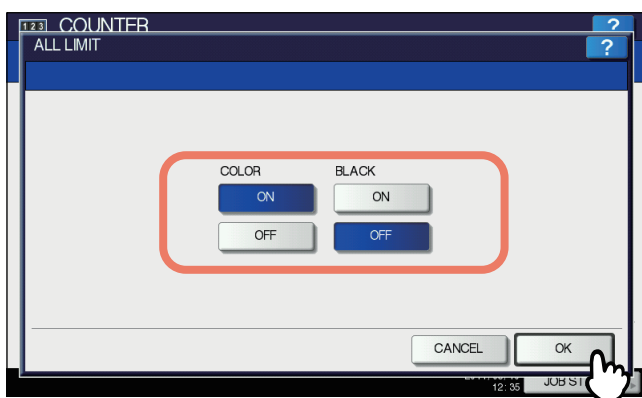 123 COUNTER ?
ALL LIMIT ?
COLOR BLACK
ON ON
OFF OFF
CANCEL OK
12:35 JOB ST